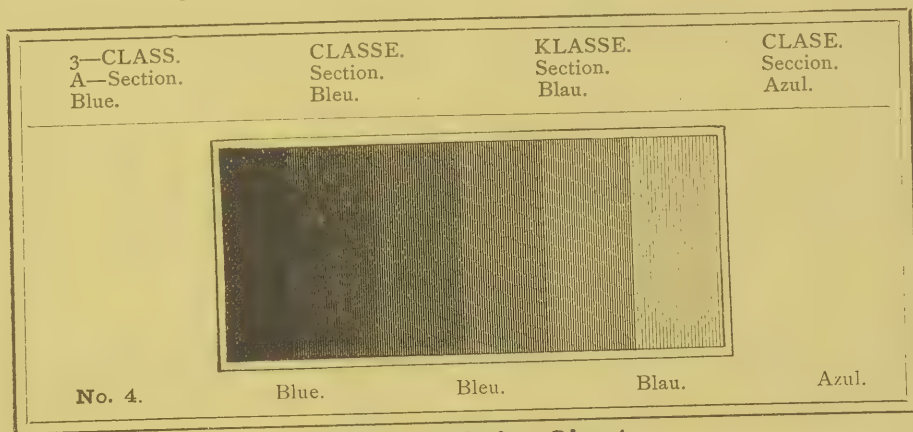 3—CLASS. CLASSE. KLASSE. CLASE.
A—Section. Section. Section. Seccion.
Blue. Bleu. Blau. Azul.
No. 4. Blue. Bleu. Blau. Azul.